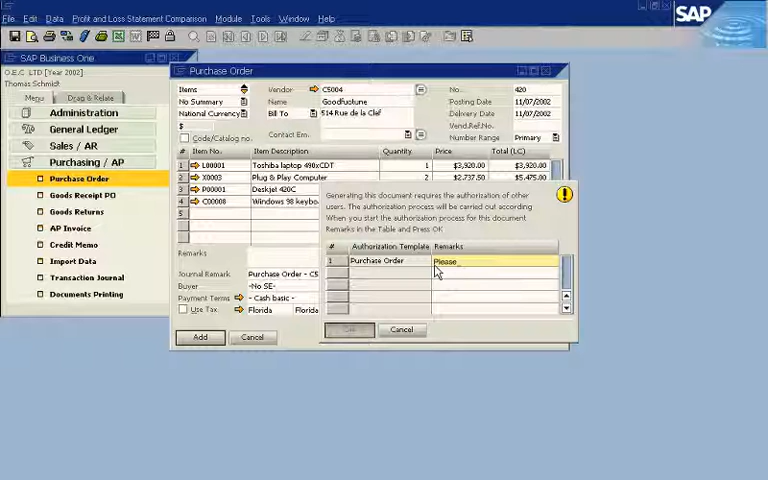 File Edit Data Profit and Loss Statement Comparison Module Tools Window Help
SAP
SAP Business One
O.E.C LTD [Year 2002]
Thomas Schmidt
Menu Drag & Relate
Administration
General Ledger
Sales / AR
Purchasing / AP
Purchase Order
Goods Receipt PO
Goods Returns
AP Invoice
Credit Memo
Import Data
Transaction Journal
Documents Printing
Purchase Order
Items Vendor C5004 No. 420
No Summary Name Goodfuotune Posting Date 11/07/2002
National Currency Bill To 514 Rue de la Clef Delivery Date 11/07/2002
$ Vend.Ref.No.
Code/Catalog no. Contact Em. Number Range Primary
# Item No. Item Description Quantity Price Total (LC)
1 L00001 Toshiba laptop 490xCDT 1 $3,920.00 $3,920.00
2 X0003 Plug & Play Computer 2 $2,737.50 $5,475.00
3 P00001 Deskjet 420C
4 C00008 Windows 98 keybo
5
Remarks
Journal Remark Purchase Order - C5
Buyer -No SE-
Payment Terms - Cash basic -
Use Tax Florida Florida
Add Cancel
Generating this document requires the authorization of other
users. The authorization process will be carried out according
When you start the authorization process for this document
Remarks in the Table and Press OK
# Authorization Template Remarks
1 Purchase Order Please_
Cancel